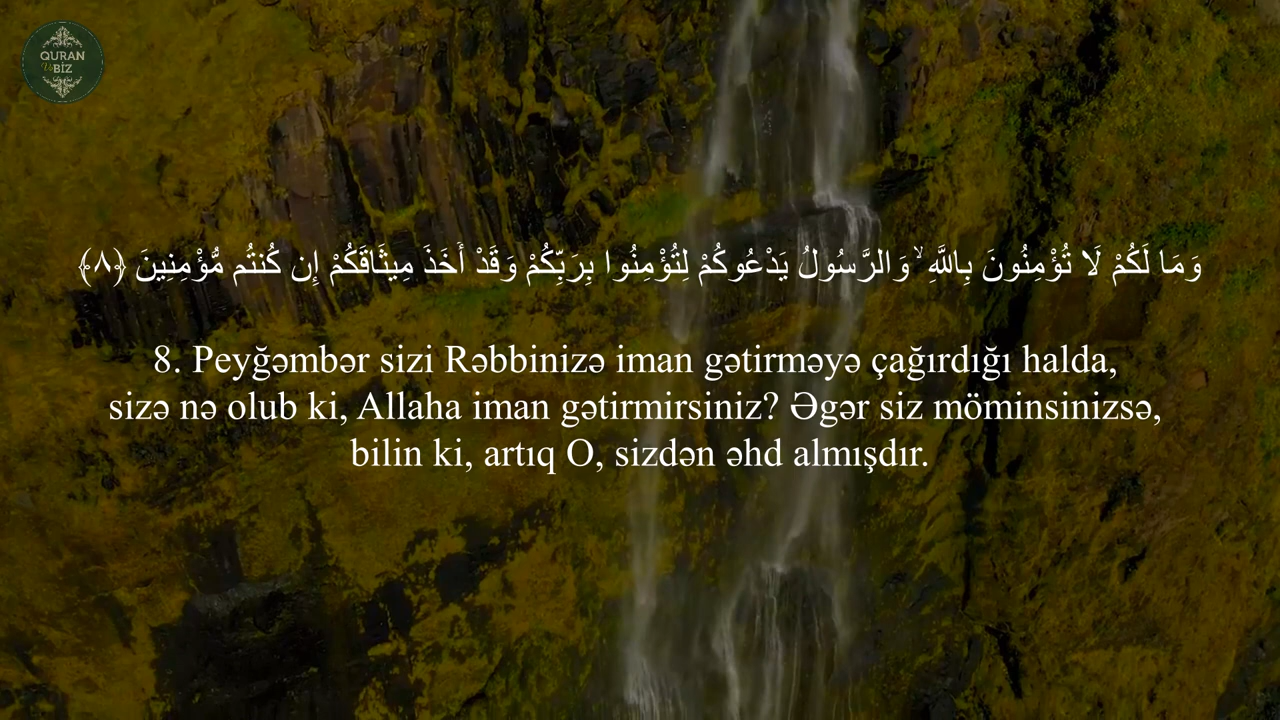 QURAN
Və
BİZ
وَمَا لَكُمْ لَا تُؤْمِنُونَ بِاللَّهِ ۙ وَالرَّسُولُ يَدْعُوكُمْ لِتُؤْمِنُوا بِرَبِّكُمْ وَقَدْ أَخَذَ مِيثَاقَكُمْ إِن كُنتُم مُّؤْمِنِينَ ﴿٨﴾
8. Peyğəmbər sizi Rəbbinizə iman gətirməyə çağırdığı halda,
sizə nə olub ki, Allaha iman gətirmirsiniz? Əgər siz möminsinizsə,
bilin ki, artıq O, sizdən əhd almışdır.